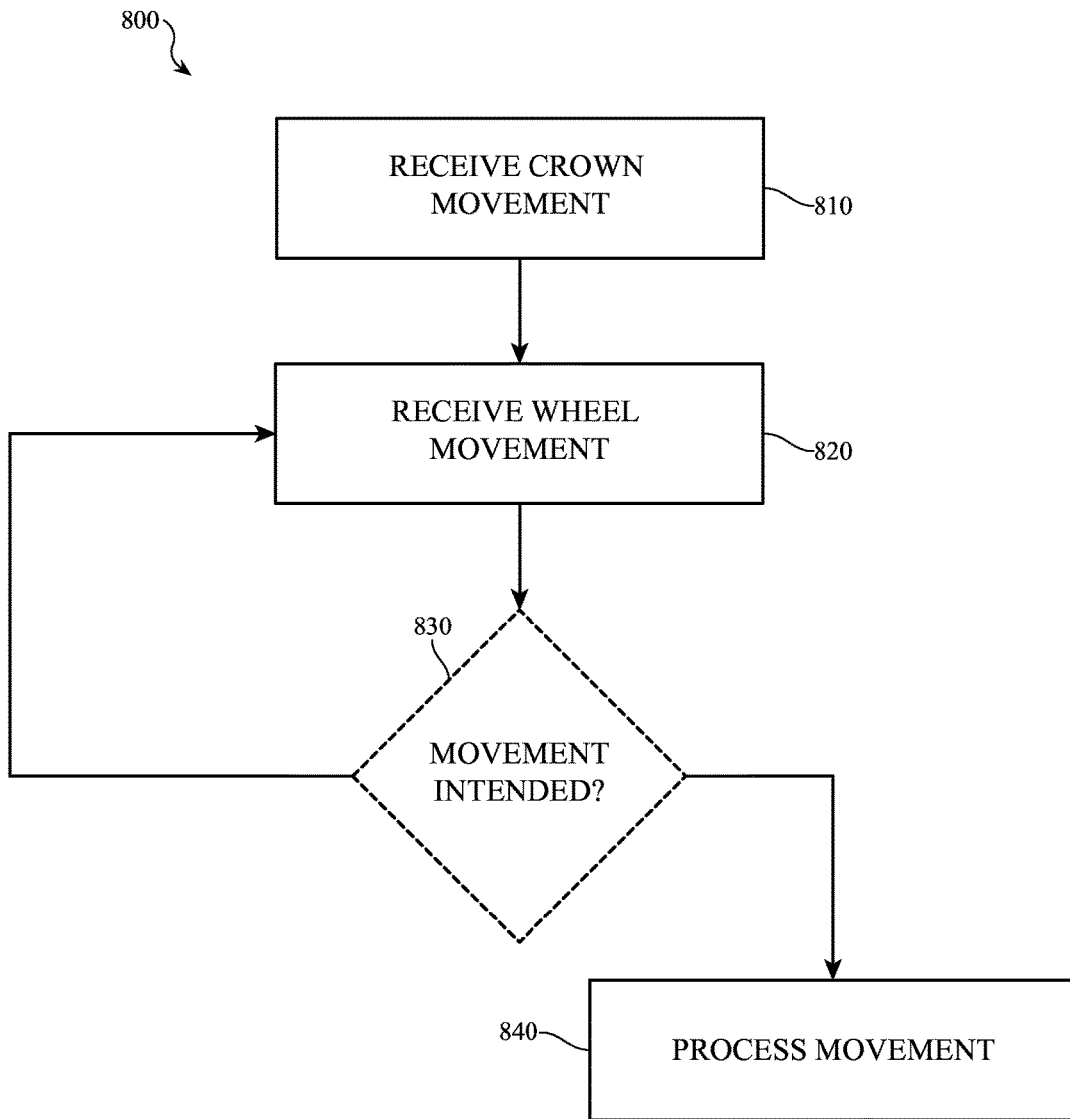 800
RECEIVE CROWN
MOVEMENT
810
RECEIVE WHEEL
MOVEMENT
820
830
MOVEMENT
INTENDED?
840
PROCESS MOVEMENT